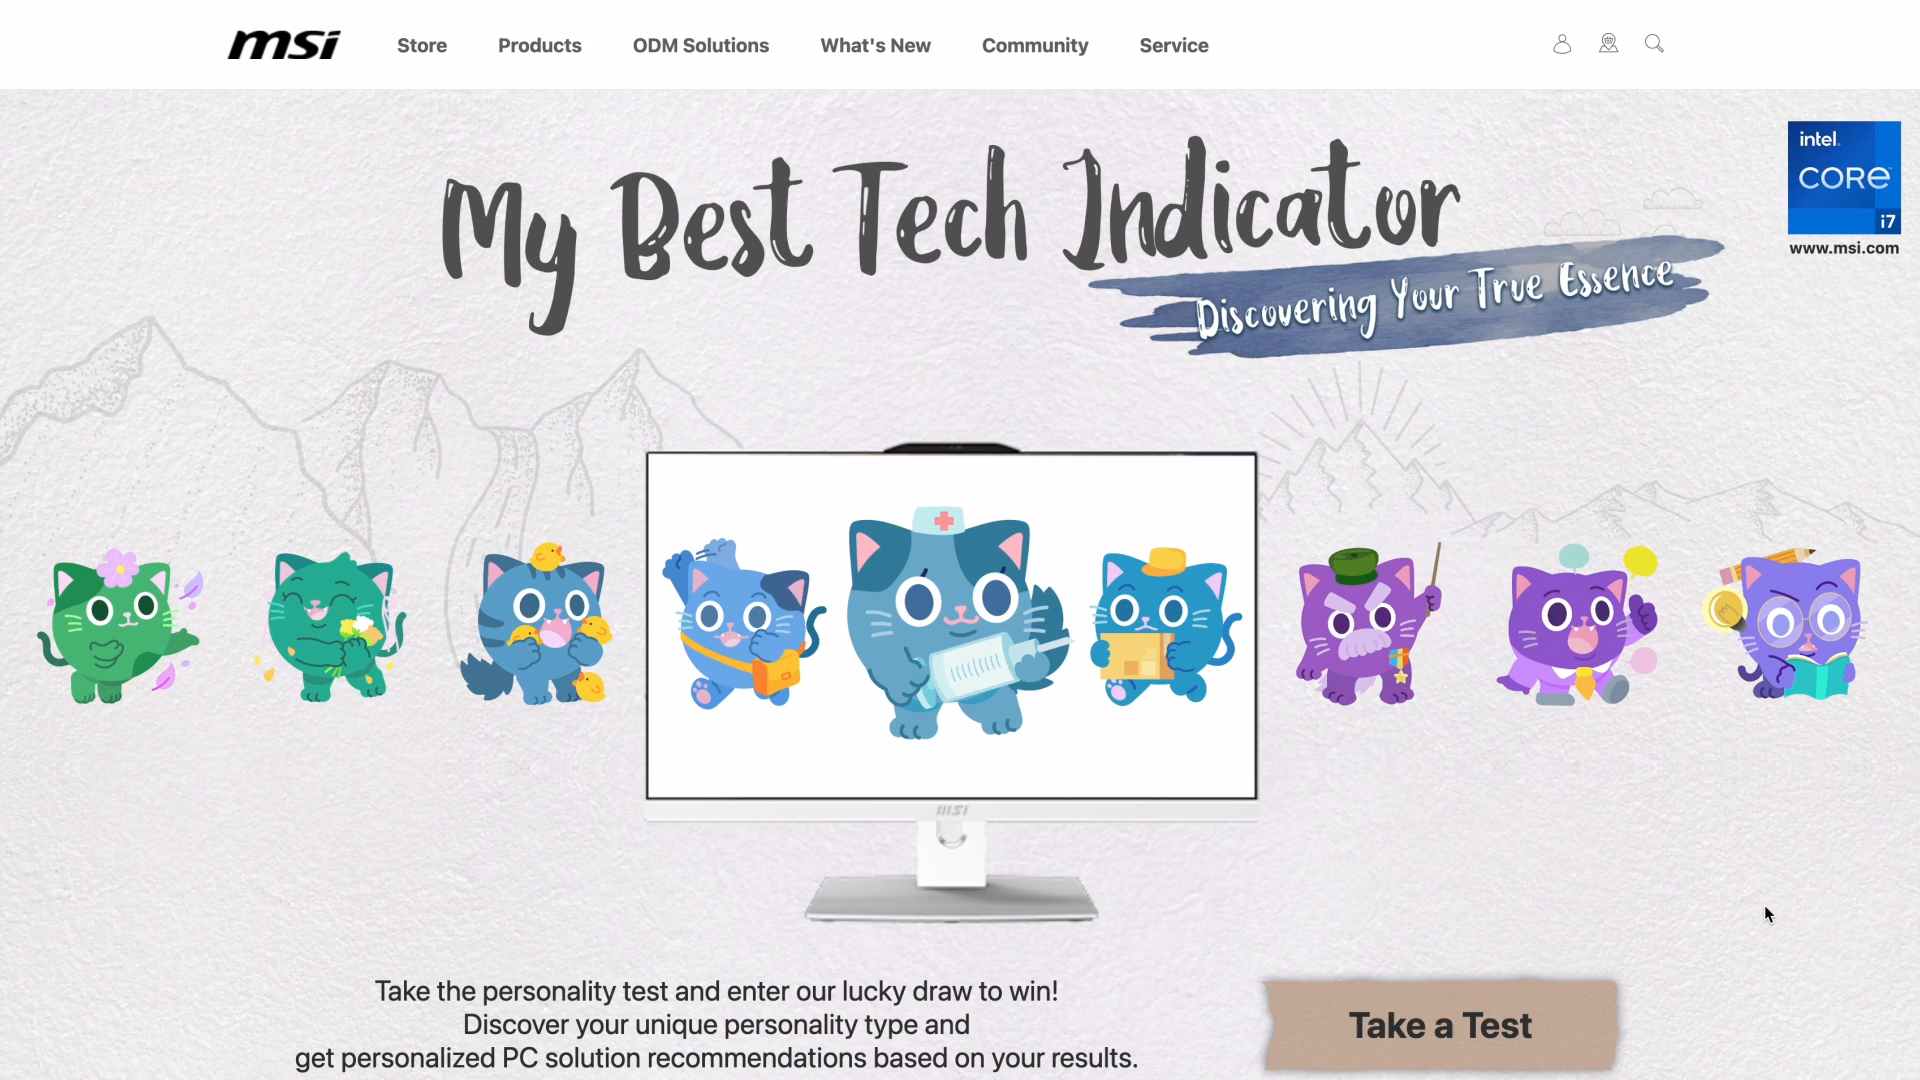 msi
Store
Products
ODM Solutions
What's New
Community
Service
intel
CORE
i7
www.msi.com
My Best Tech Indicator
Discovering Your True Essence
msi
Take the personality test and enter our lucky draw to win!
Discover your unique personality type and
get personalized PC solution recommendations based on your results.
Take a Test